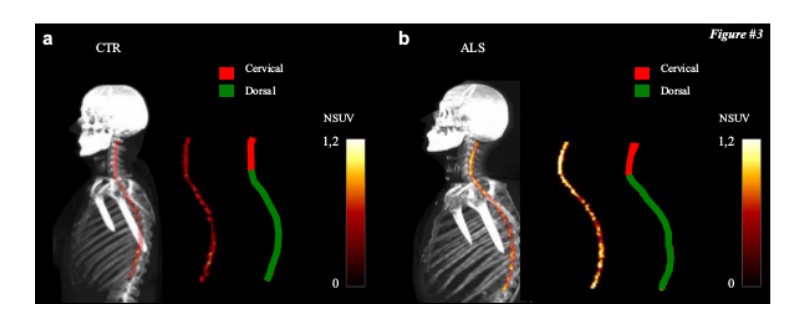 a
CTR
Cervical
Dorsal
NSUV
1,2
0
b
ALS
Figure #3
Cervical
Dorsal
NSUV
1,2
0